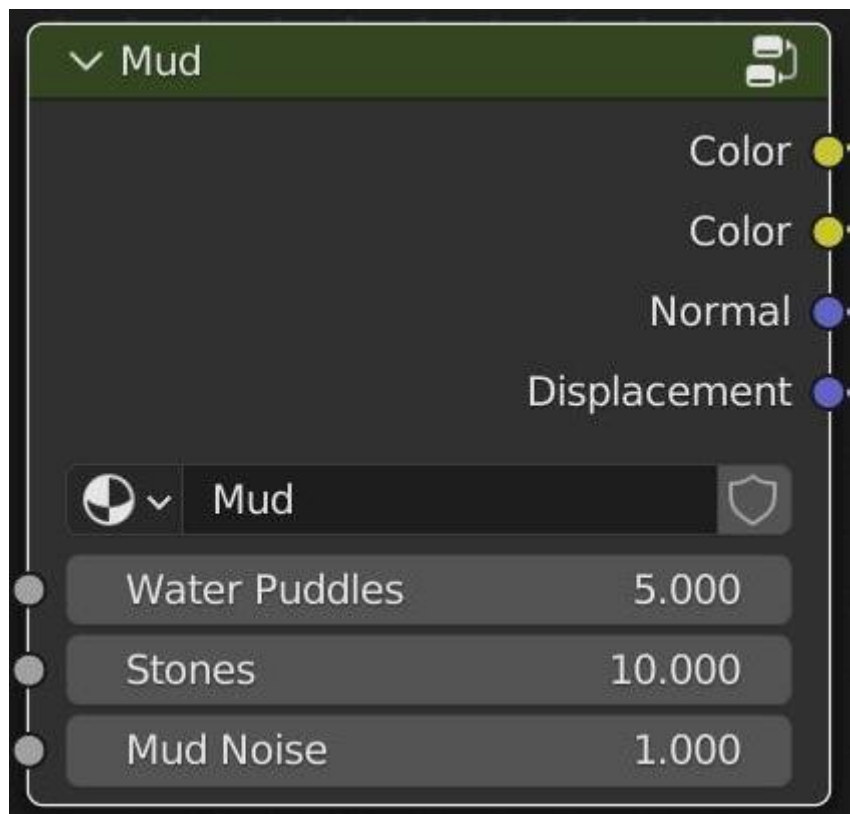 Mud
Color
Color
Normal
Displacement
Mud
Water Puddles 5.000
Stones 10.000
Mud Noise 1.000